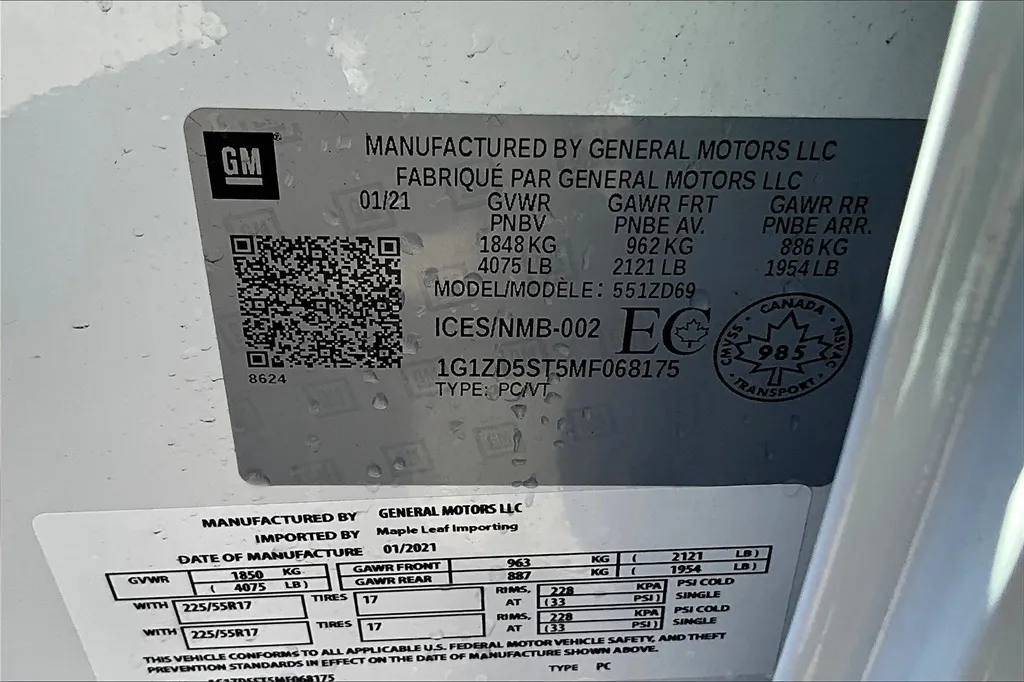 GM
MANUFACTURED BY GENERAL MOTORS LLC
FABRIQUÉ PAR GENERAL MOTORS LLC
01/21 GVWR GAWR FRT GAWR RR
PNBV PNBE AV. PNBE ARR.
1848 KG 962 KG 886 KG
4075 LB 2121 LB 1954 LB
MODEL/MODÈLE: 551ZD69
ICES/NMB-002 EC
CANADA
CMVSS 985 NSVAC
TRANSPORT
1G1ZD5ST5MF068175
8624
TYPE: PC/VT
MANUFACTURED BY GENERAL MOTORS LLC
IMPORTED BY Maple Leaf Importing
DATE OF MANUFACTURE 01/2021
GVWR 1850 KG GAWR FRONT 963 KG ( 2121 LB )
( 4075 LB ) GAWR REAR 887 KG ( 1954 LB )
WITH 225/55R17 TIRES 17 RIMS, AT 228 KPA (33 PSI ) PSI COLD SINGLE
WITH 225/55R17 TIRES 17 RIMS, AT 228 KPA (33 PSI ) PSI COLD SINGLE
THIS VEHICLE CONFORMS TO ALL APPLICABLE U.S. FEDERAL MOTOR VEHICLE SAFETY, AND THEFT
PREVENTION STANDARDS IN EFFECT ON THE DATE OF MANUFACTURE SHOWN ABOVE.
1G1ZD5ST5MF068175 TYPE PC